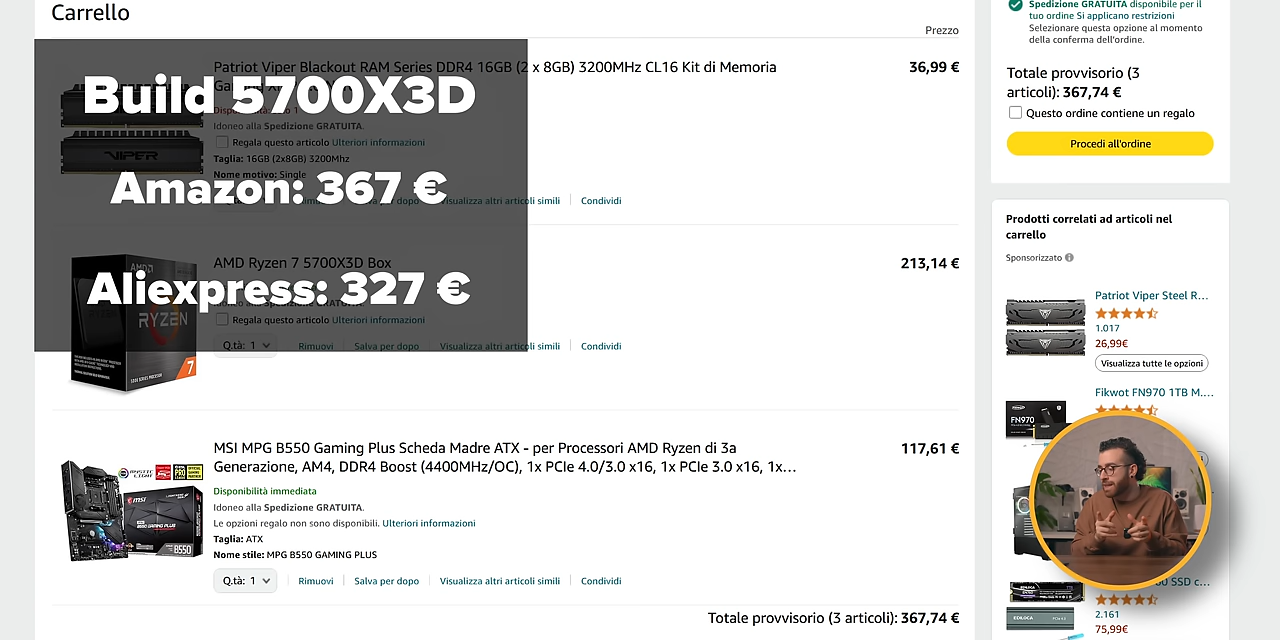 Carrello
Prezzo
Patriot Viper Blackout RAM Series DDR4 16GB (2 x 8GB) 3200MHz CL16 Kit di Memoria
36,99 €
Build 5700X3D
Idoneo alla Spedizione GRATUITA.
Regala questo articolo Ulteriori informazioni
Taglia: 16GB (2x8GB) 3200Mhz
Nome motivo: Single
Amazon: 367 €
Visualizza altri articoli simili
Condividi
AMD Ryzen 7 5700X3D Box
213,14 €
Aliexpress: 327 €
Regala questo articolo Ulteriori informazioni
Q.tà: 1
Rimuovi
Salva per dopo
Visualizza altri articoli simili
Condividi
VIPER
AMD
RYZEN
7
MSI MPG B550 Gaming Plus Scheda Madre ATX - per Processori AMD Ryzen di 3a
Generazione, AM4, DDR4 Boost (4400MHz/OC), 1x PCIe 4.0/3.0 x16, 1x PCIe 3.0 x16, 1x…
117,61 €
Disponibilità immediata
Idoneo alla Spedizione GRATUITA.
Le opzioni regalo non sono disponibili. Ulteriori informazioni
Taglia: ATX
Nome stile: MPG B550 GAMING PLUS
Q.tà: 1
Rimuovi
Salva per dopo
Visualizza altri articoli simili
Condividi
msi
B550
Totale provvisorio (3 articoli): 367,74 €
Spedizione GRATUITA disponibile per il
tuo ordine Si applicano restrizioni
Selezionare questa opzione al momento
della conferma dell'ordine.
Totale provvisorio (3
articoli): 367,74 €
Questo ordine contiene un regalo
Procedi all'ordine
Prodotti correlati ad articoli nel
carrello
Sponsorizzato
Patriot Viper Steel R…
1.017
26,99€
Visualizza tutte le opzioni
Fikwot FN970 1TB M.…
FN970
SSD c…
2.161
75,99€